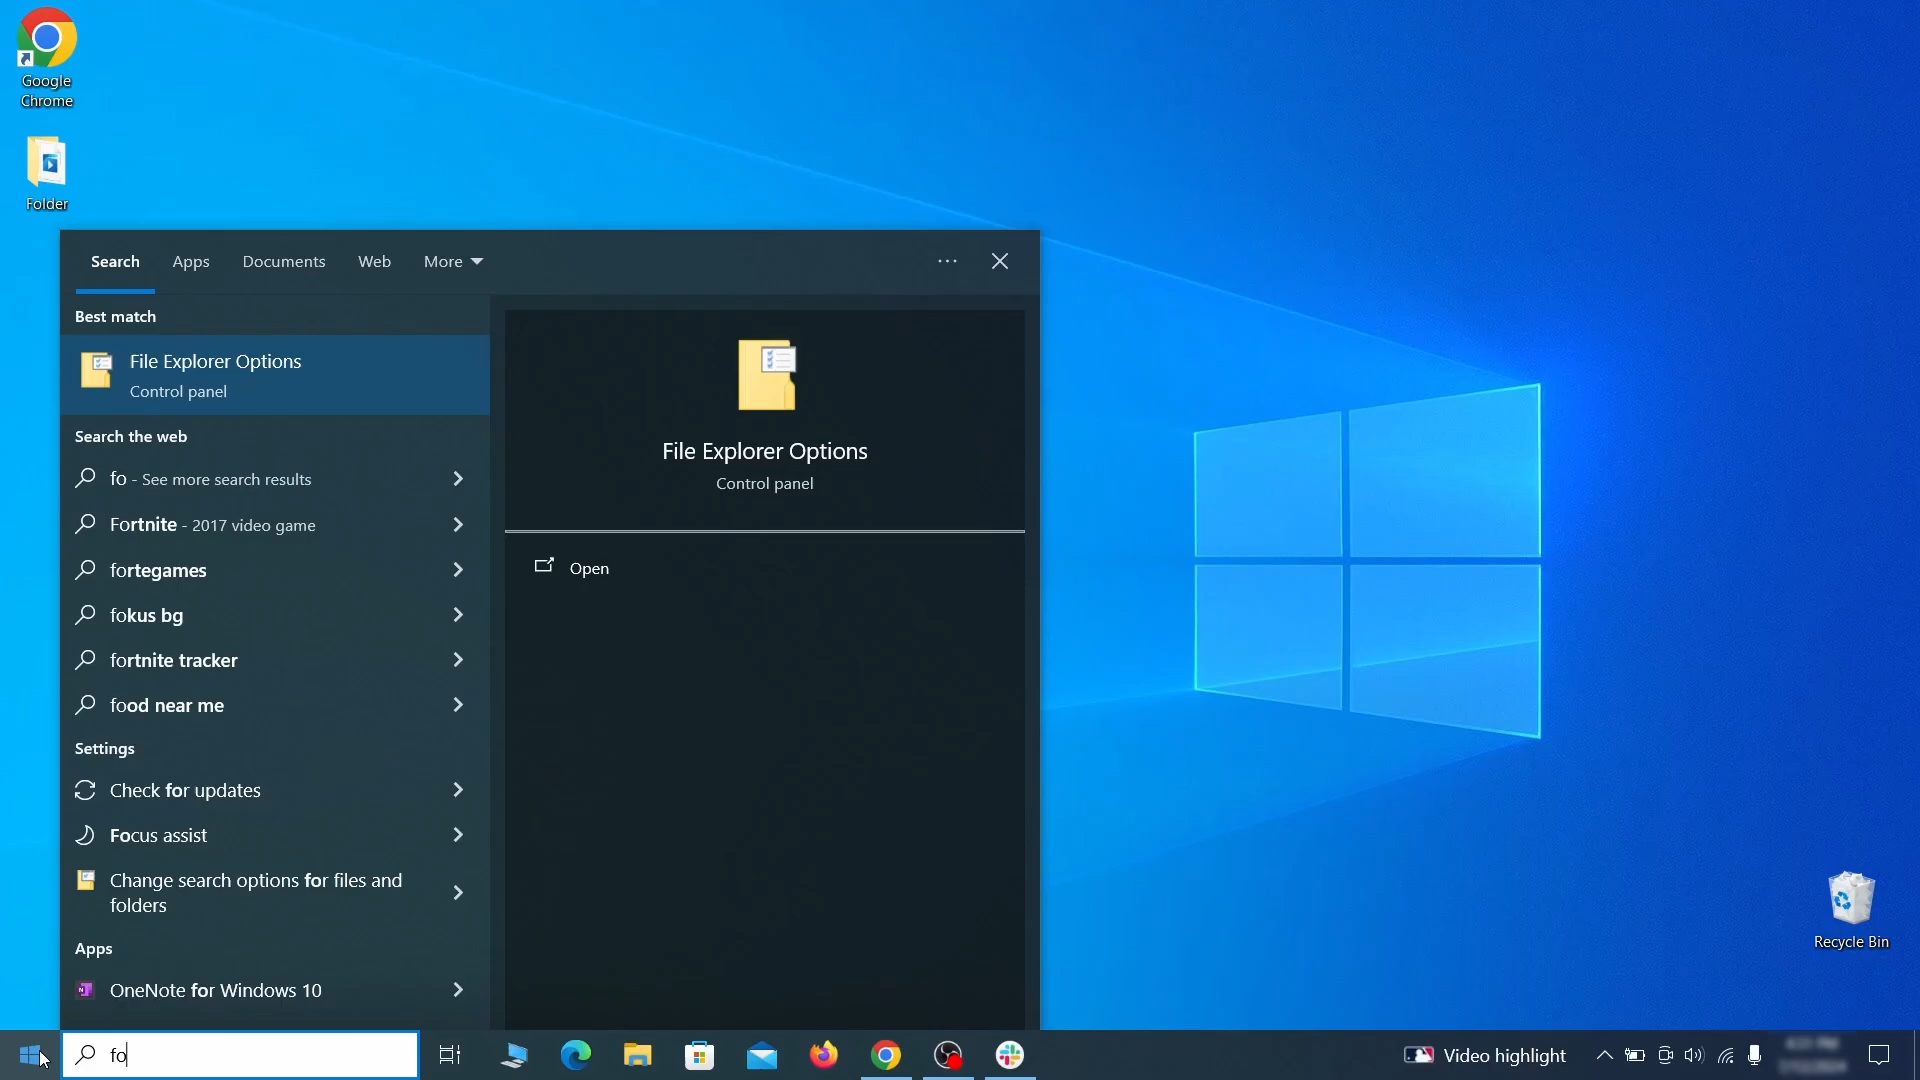 Google
Chrome
Folder
Search Apps Documents Web More
Best match
File Explorer Options
Control panel
Search the web
fo - See more search results
Fortnite - 2017 video game
fortegames
fokus bg
fortnite tracker
food near me
Settings
Check for updates
Focus assist
Change search options for files and
folders
Apps
OneNote for Windows 10
File Explorer Options
Control panel
Open
Recycle Bin
fo
Video highlight